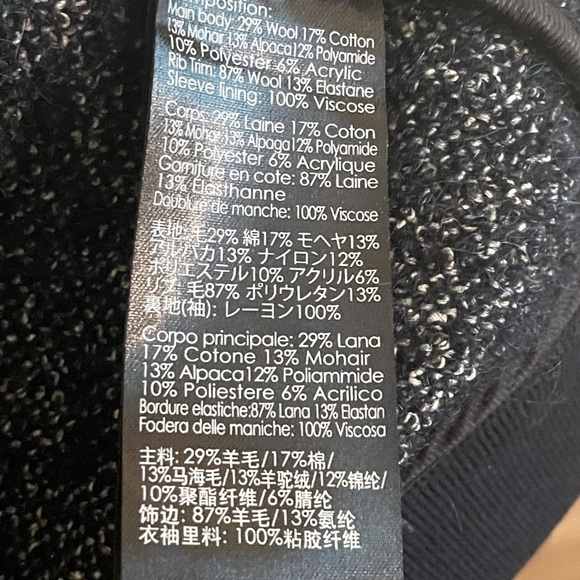 Composition:
Main body: 29% Wool 17% Cotton
13% Mohair 13% Alpaca12% Polyamide
10% Polyester 6% Acrylic
Rib Trim: 87% Wool 13% Elastane
Sleeve lining: 100% Viscose
Corps: 29% Laine 17% Coton
13% Mohair 13% Alpaga12% Polyamide
10% Polyester 6% Acrylique
Garniture en cote: 87% Laine
13% Elasthanne
Doublure de manche: 100% Viscose
表地: 毛29% 綿17% モヘヤ13%
アルパカ13% ナイロン12%
ポリエステル10% アクリル6%
リブ: 毛87% ポリウレタン13%
裏地(袖): レーヨン100%
Corpo principale: 29% Lana
17% Cotone 13% Mohair
13% Alpaca12% Poliammide
10% Poliestere 6% Acrilico
Bordure elastiche:87% Lana 13% Elastan
Fodera delle maniche: 100% Viscosa
主料: 29%羊毛/17%棉/
13%马海毛/13%羊驼绒/12%锦纶/
10%聚酯纤维/6%腈纶
饰边: 87%羊毛/13%氨纶
衣袖里料: 100%粘胶纤维